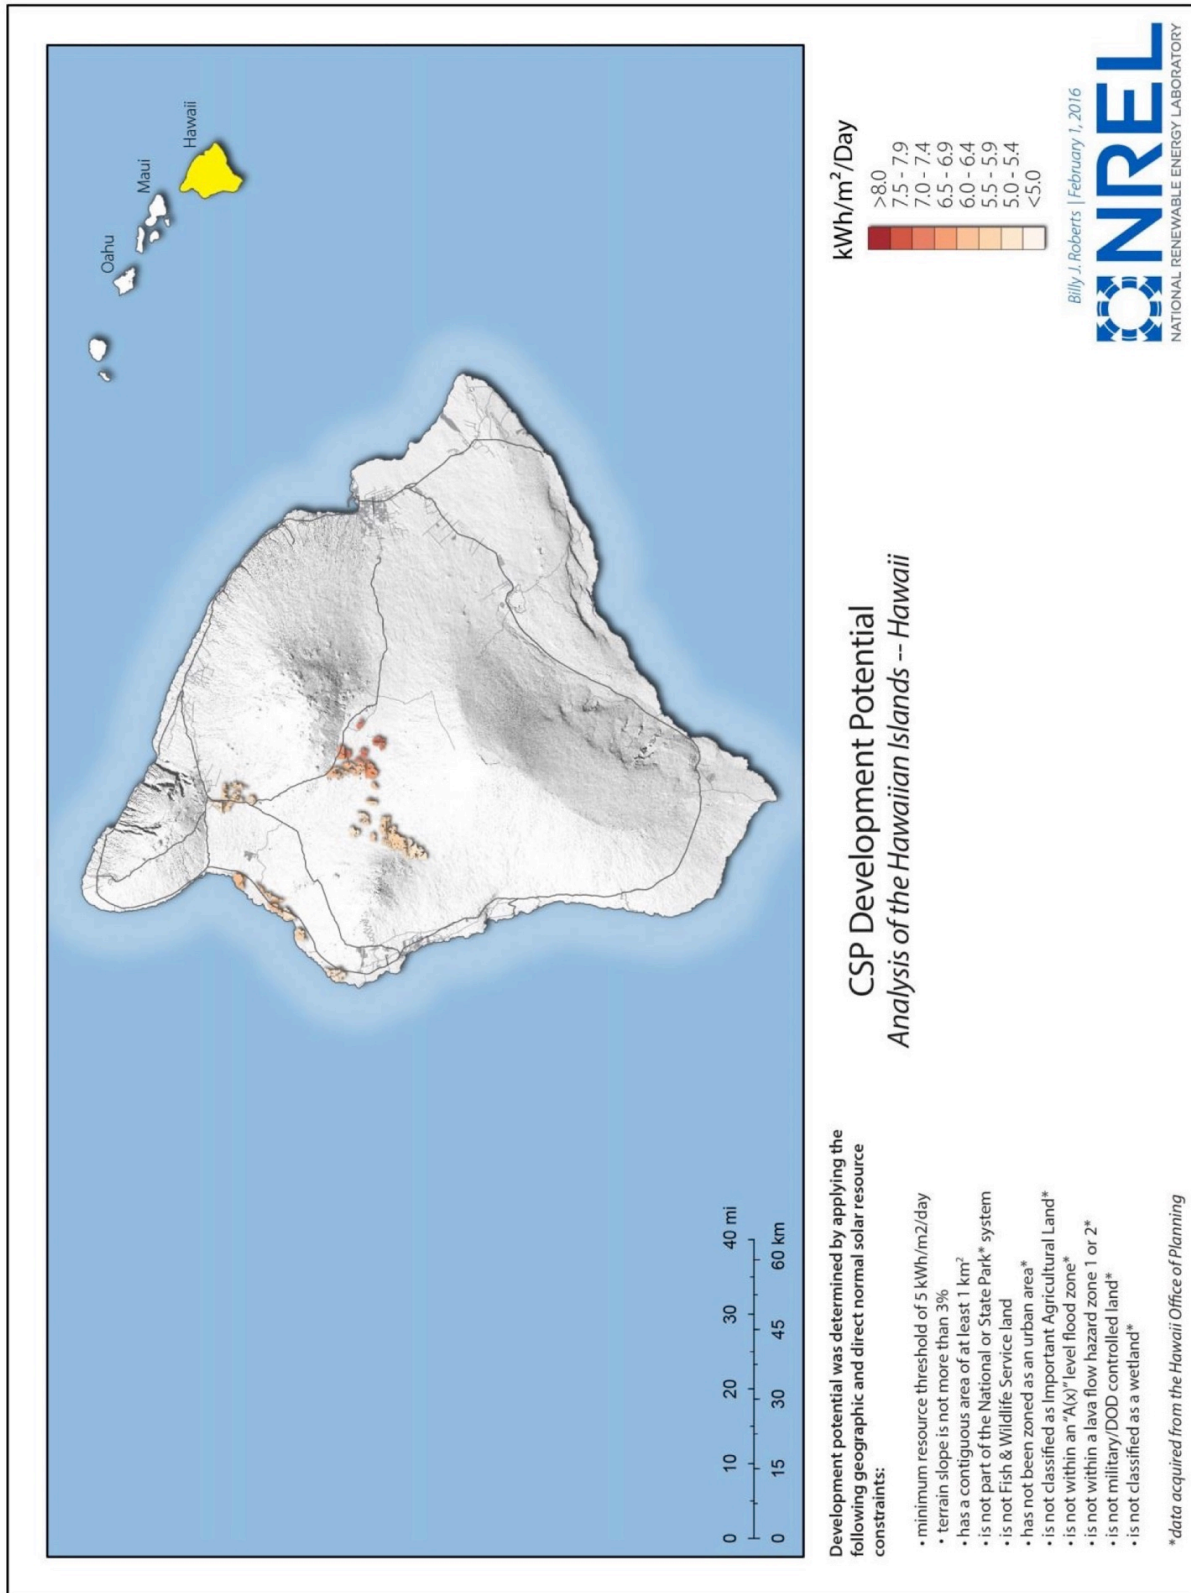 Oahu
Maui
Hawaii
0 10 20 30 40 mi
0 15 30 45 60 km
Development potential was determined by applying the
following geographic and direct normal solar resource
constraints:
• minimum resource threshold of 5 kWh/m2/day
• terrain slope is not more than 3%
• has a contiguous area of at least 1 km²
• is not part of the National or State Park* system
• is not Fish & Wildlife Service land
• has not been zoned as an urban area*
• is not classified as Important Agricultural Land*
• is not within an "A(x)" level flood zone*
• is not within a lava flow hazard zone 1 or 2*
• is not military/DOD controlled land*
• is not classified as a wetland*
*data acquired from the Hawaii Office of Planning
CSP Development Potential
Analysis of the Hawaiian Islands -- Hawaii
kWh/m²/Day
>8.0
7.5 - 7.9
7.0 - 7.4
6.5 - 6.9
6.0 - 6.4
5.5 - 5.9
5.0 - 5.4
<5.0
Billy J. Roberts | February 1, 2016
NREL
NATIONAL RENEWABLE ENERGY LABORATORY